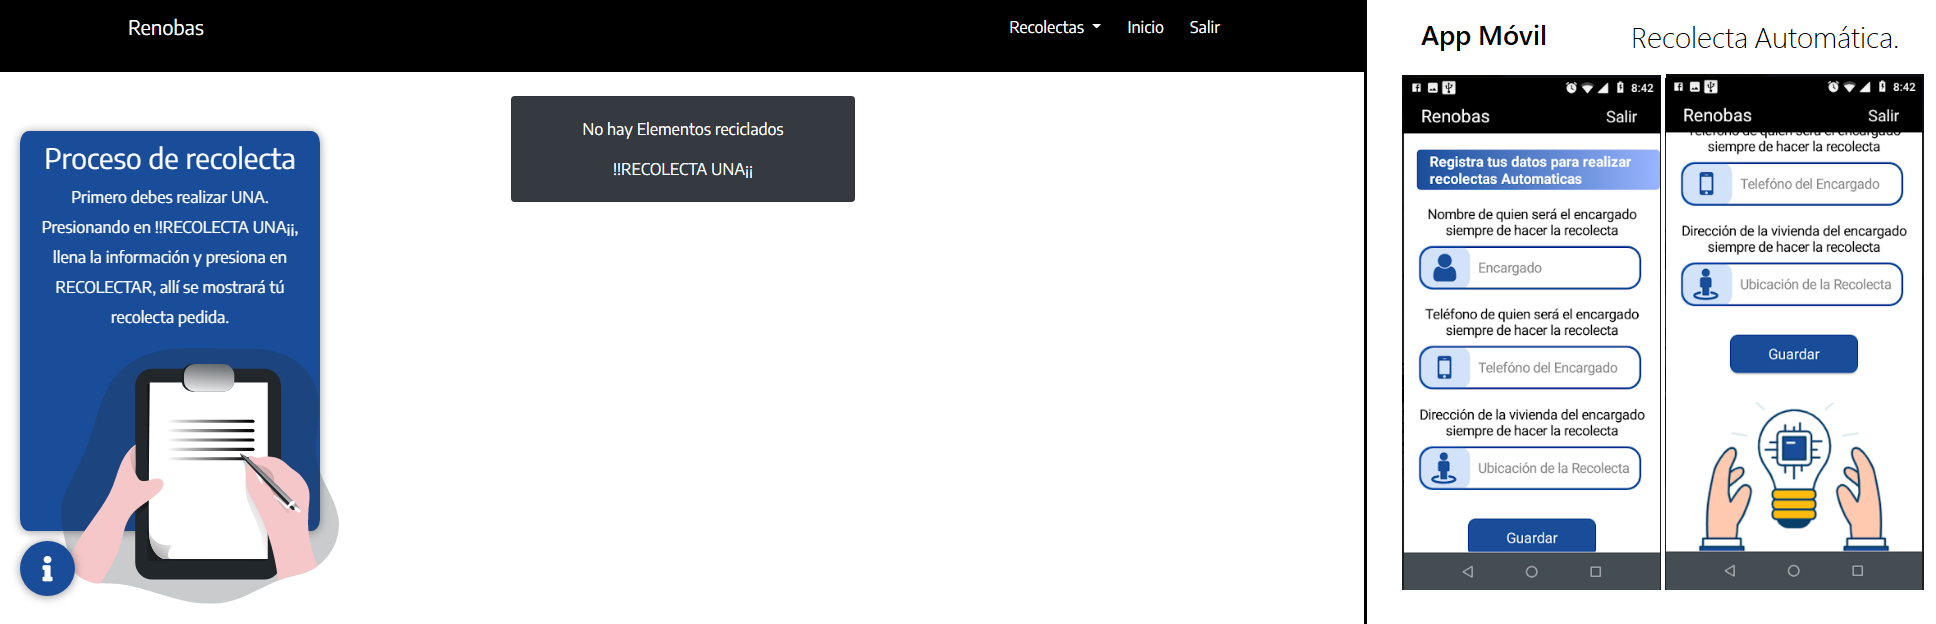 Renobas
Recolectas
Inicio
Salir
No hay Elementos reciclados
!!RECOLECTA UNA¡¡
Proceso de recolecta
Primero debes realizar UNA.
Presionando en !!RECOLECTA UNA¡¡,
llena la información y presiona en
RECOLECTAR, allí se mostrará tú
recolecta pedida.
App Móvil
Recolecta Automática.
8:42
Renobas
Salir
Registra tus datos para realizar
recolectas Automaticas
Nombre de quien será el encargado
siempre de hacer la recolecta
Encargado
Teléfono de quien será el encargado
siempre de hacer la recolecta
Telefóno del Encargado
Dirección de la vivienda del encargado
siempre de hacer la recolecta
Ubicación de la Recolecta
Guardar
8:42
Renobas
Salir
Teléfono de quien será el encargado
siempre de hacer la recolecta
Telefóno del Encargado
Dirección de la vivienda del encargado
siempre de hacer la recolecta
Ubicación de la Recolecta
Guardar